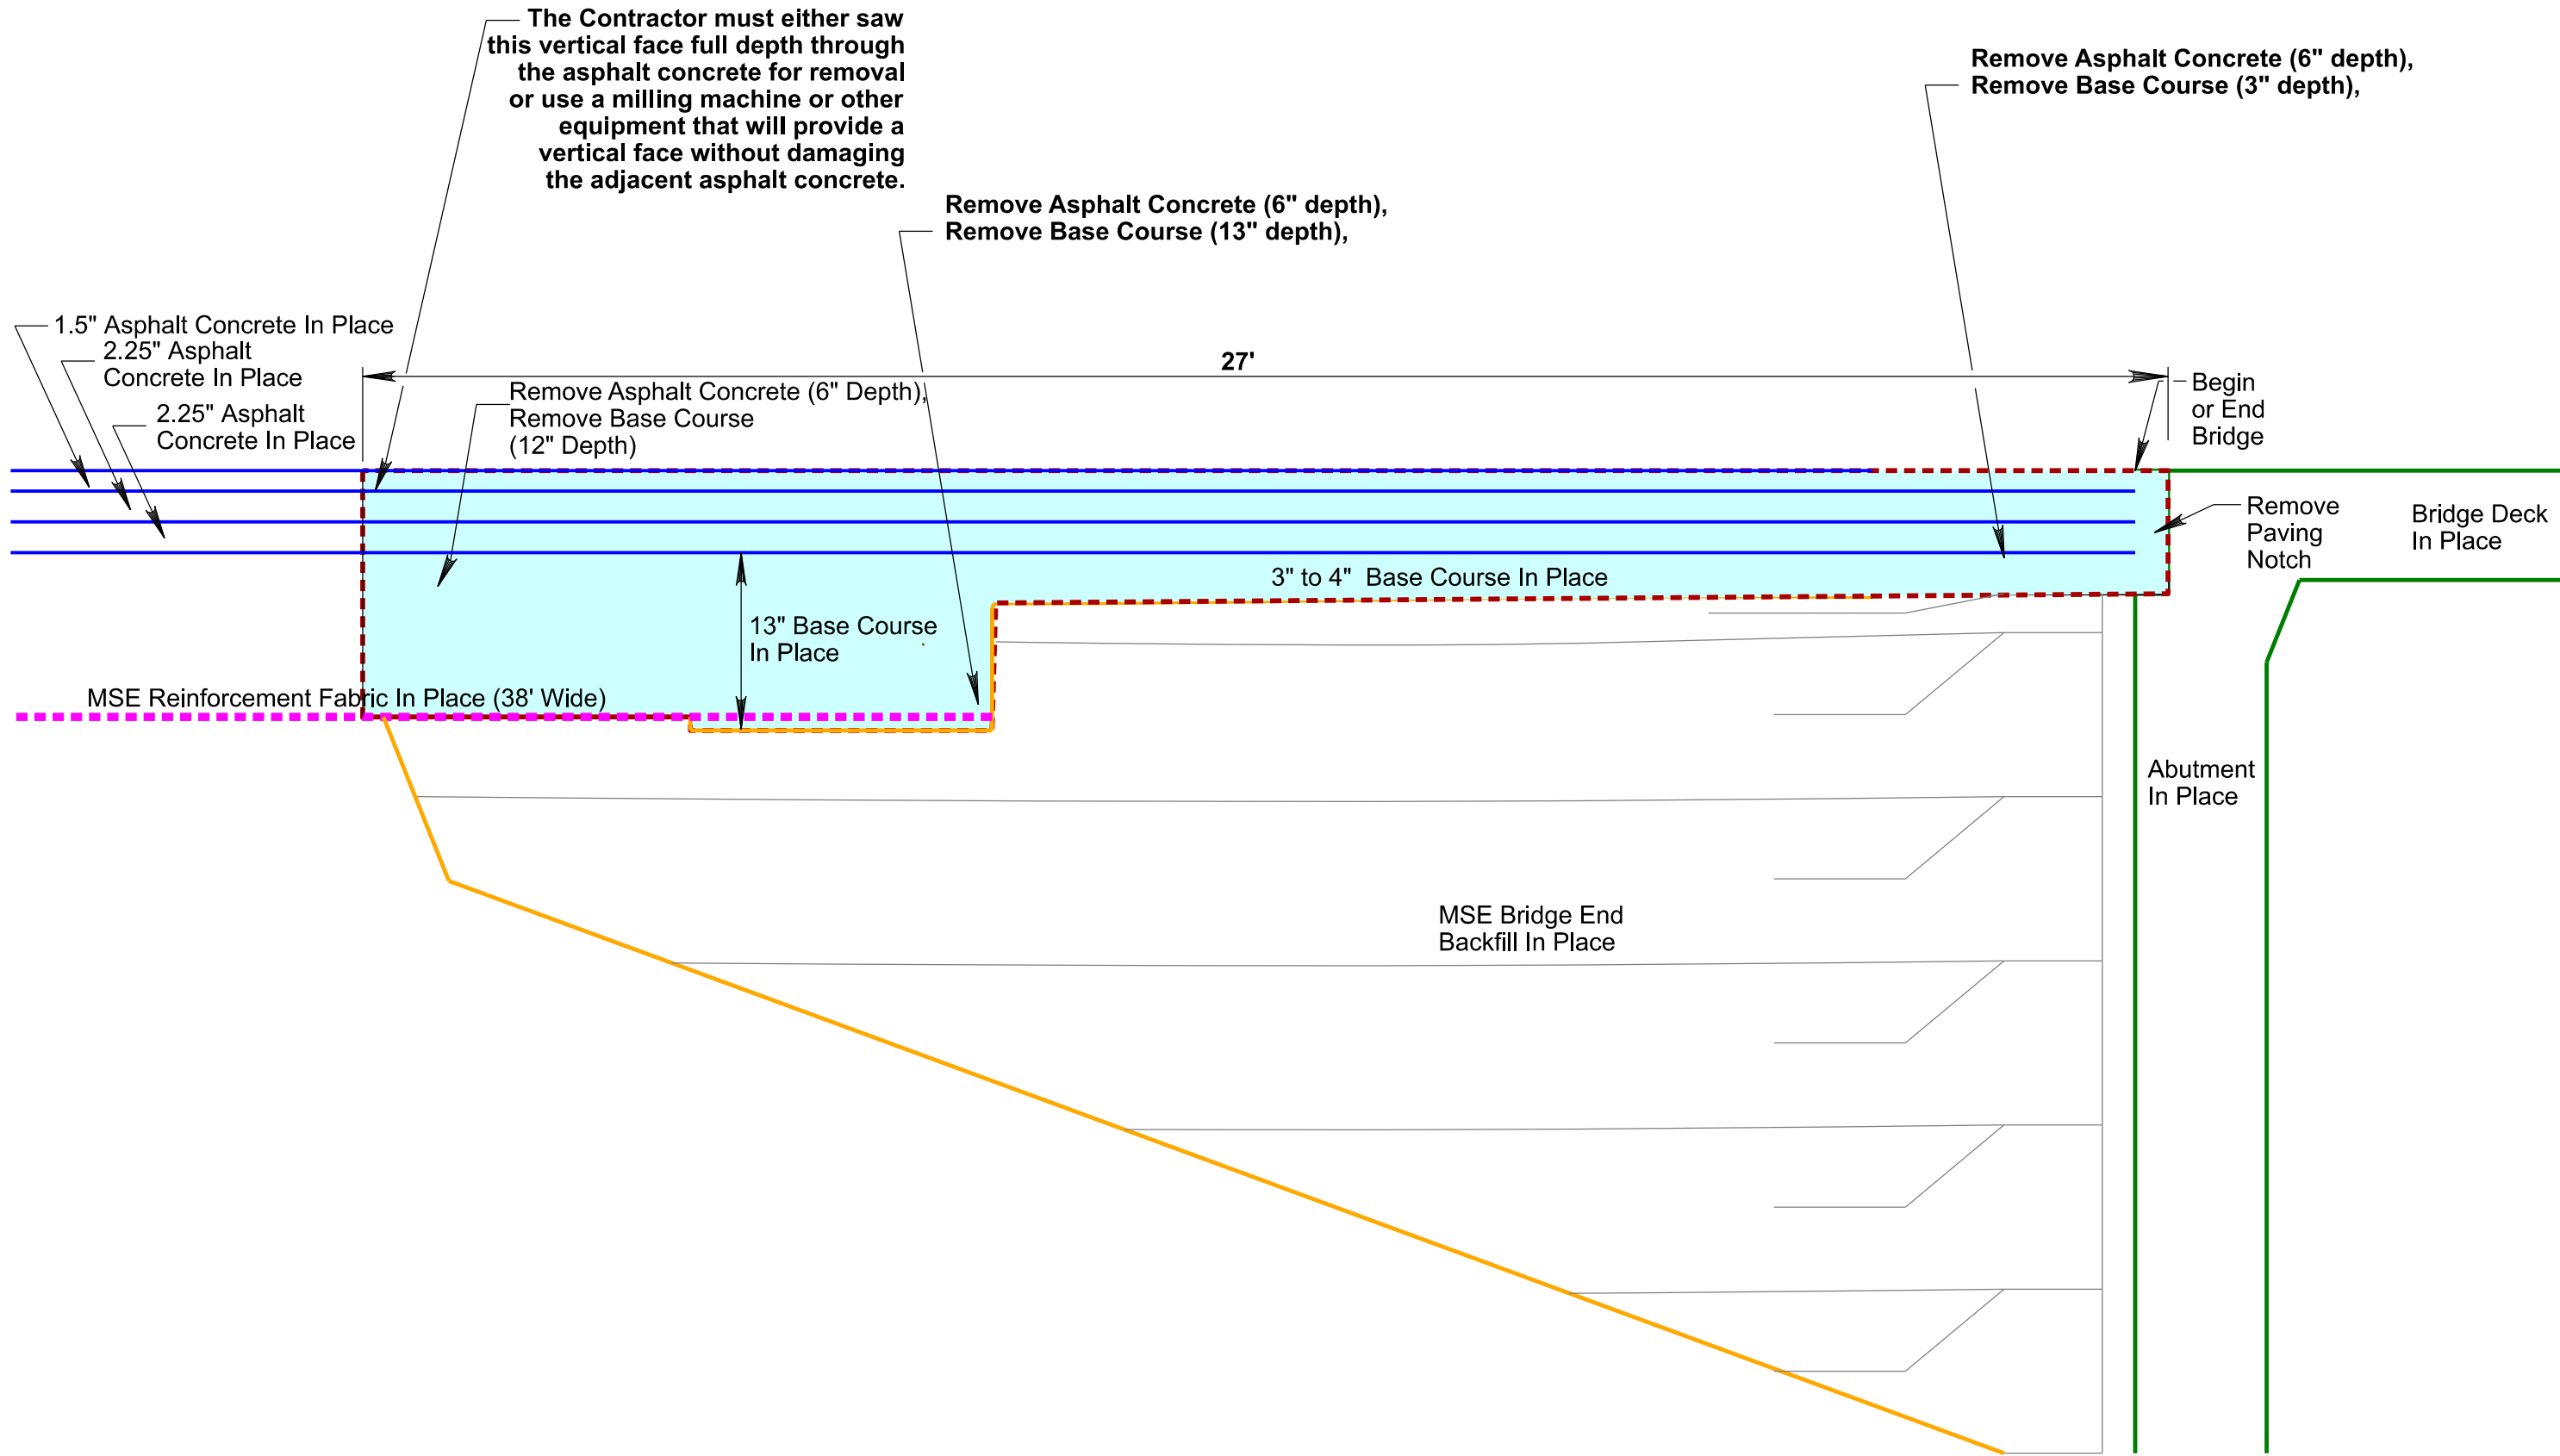 The Contractor must either saw
this vertical face full depth through
the asphalt concrete for removal
or use a milling machine or other
equipment that will provide a
vertical face without damaging
the adjacent asphalt concrete.
Remove Asphalt Concrete (6" depth),
Remove Base Course (3" depth),
Remove Asphalt Concrete (6" depth),
Remove Base Course (13" depth),
1.5" Asphalt Concrete In Place
2.25" Asphalt
Concrete In Place
2.25" Asphalt
Concrete In Place
27'
Remove Asphalt Concrete (6" Depth),
Remove Base Course
(12" Depth)
Begin
or End
Bridge
Remove
Paving
Notch
Bridge Deck
In Place
3" to 4" Base Course In Place
13" Base Course
In Place
MSE Reinforcement Fabric In Place (38' Wide)
Abutment
In Place
MSE Bridge End
Backfill In Place